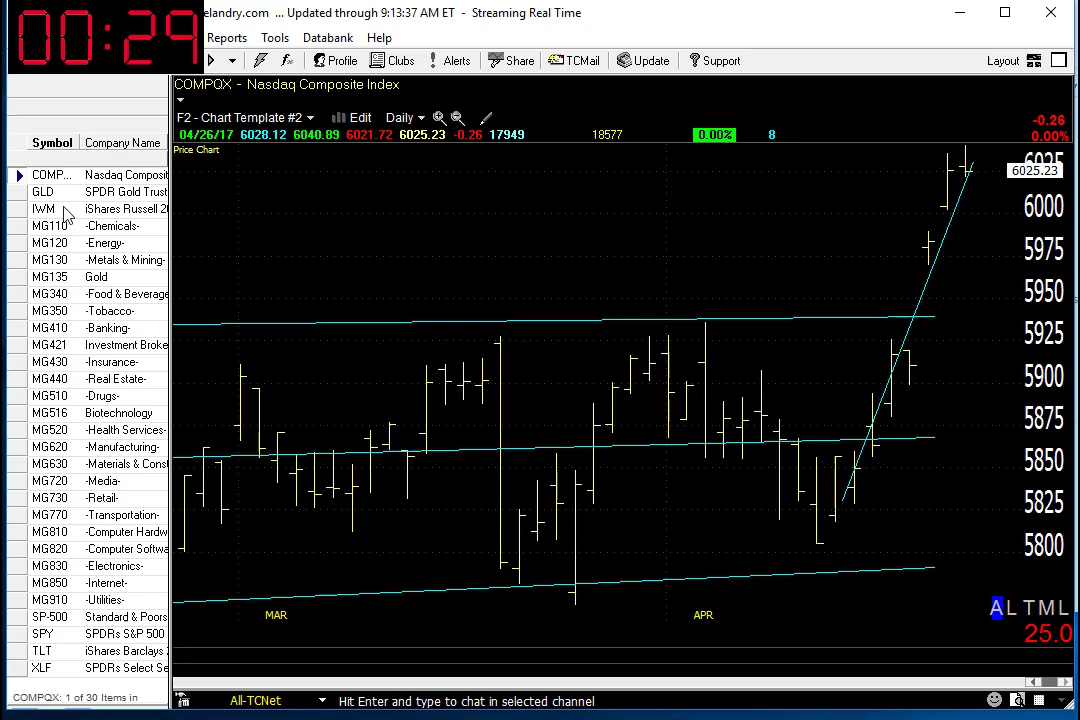 00:29
elandry.com ... Updated through 9:13:37 AM ET - Streaming Real Time
Reports Tools Databank Help
Profile Clubs Alerts Share TCMail Update Support Layout
COMPQX - Nasdaq Composite Index
F2 - Chart Template #2 Edit Daily
-0.26
04/26/17 6028.12 6040.89 6021.72 6025.23 -0.26 17949 18577 0.00% 8
0.00%
Price Chart
Symbol Company Name
COMP... Nasdaq Composit
GLD SPDR Gold Trust
IWM iShares Russell 20
MG110 -Chemicals-
MG120 -Energy-
MG130 -Metals & Mining-
MG135 Gold
MG340 -Food & Beverage
MG350 -Tobacco-
MG410 -Banking-
MG421 Investment Broke
MG430 -Insurance-
MG440 -Real Estate-
MG510 -Drugs-
MG516 Biotechnology
MG520 -Health Services-
MG620 -Manufacturing-
MG630 -Materials & Const
MG720 -Media-
MG730 -Retail-
MG770 -Transportation-
MG810 -Computer Hardw
MG820 -Computer Softwa
MG830 -Electronics-
MG850 -Internet-
MG910 -Utilities-
SP-500 Standard & Poors
SPY SPDRs S&P 500
TLT iShares Barclays
XLF SPDRs Select Se
6025
6025.23
6000
5975
5950
5925
5900
5875
5850
5825
5800
MAR APR
A L T M L
25.0
COMPQX: 1 of 30 Items in
All-TCNet Hit Enter and type to chat in selected channel